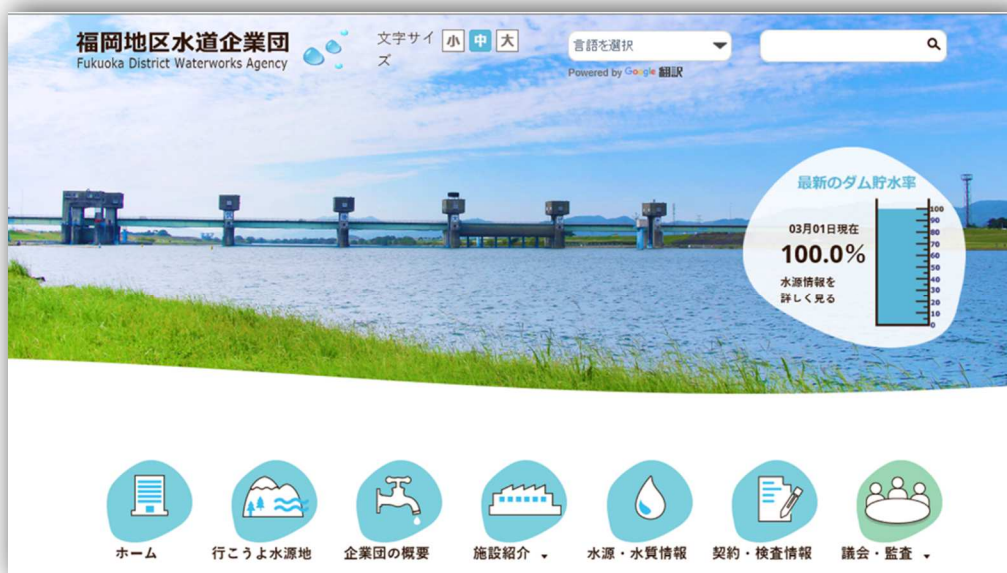 福岡地区水道企業団
Fukuoka District Waterworks Agency
文字サイ
ズ
小 中 大
言語を選択
Powered by Google 翻訳
最新のダム貯水率
03月01日現在
100.0%
水源情報を
詳しく見る
100
90
80
70
60
50
40
30
20
10
0
ホーム
行こうよ水源地
企業団の概要
施設紹介
水源・水質情報
契約・検査情報
議会・監査